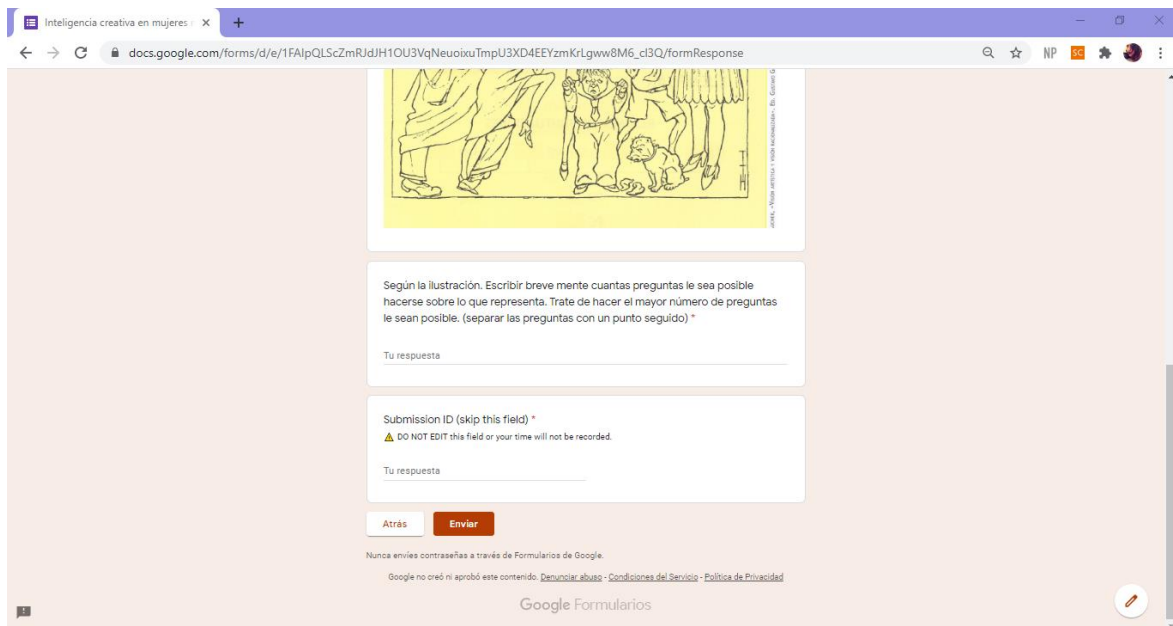 Inteligencia creativa en mujeres
docs.google.com/forms/d/e/1FAIpQLScZmRJdJH1OU3VqNeuoixuTmpU3XD4EEYzmKrLgww8M6_cl3Q/formResponse
NP
SC
TH
Según la ilustración. Escribir breve mente cuantas preguntas le sea posible
hacerse sobre lo que representa. Trate de hacer el mayor número de preguntas
le sean posible. (separar las preguntas con un punto seguido) *
Tu respuesta
Submission ID (skip this field) *
DO NOT EDIT this field or your time will not be recorded.
Tu respuesta
Atrás
Enviar
Nunca envíes contraseñas a través de Formularios de Google.
Google no creó ni aprobó este contenido. Denunciar abuso - Condiciones del Servicio - Política de Privacidad
Google Formularios